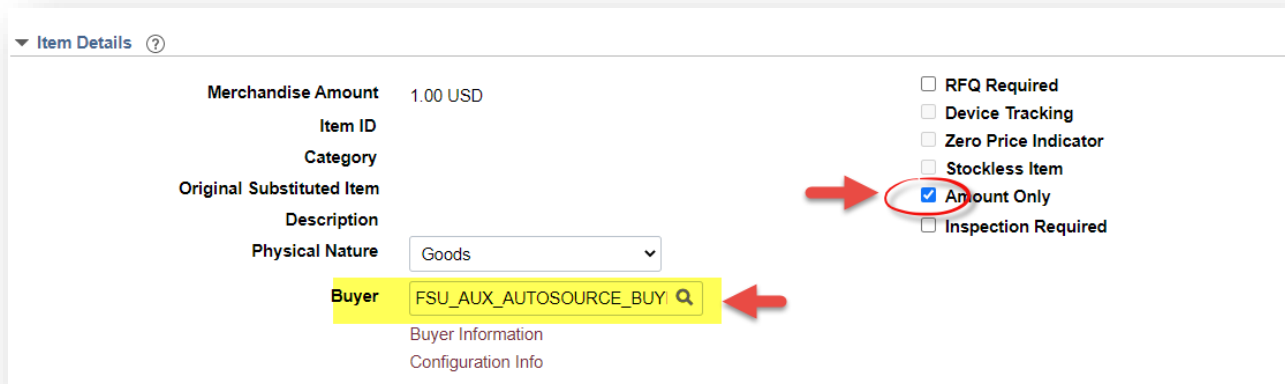 Item Details ?
Merchandise Amount 1.00 USD
Item ID
Category
Original Substituted Item
Description
Physical Nature Goods
Buyer FSU_AUX_AUTOSOURCE_BUY
Buyer Information
Configuration Info
RFQ Required
Device Tracking
Zero Price Indicator
Stockless Item
Amount Only
Inspection Required